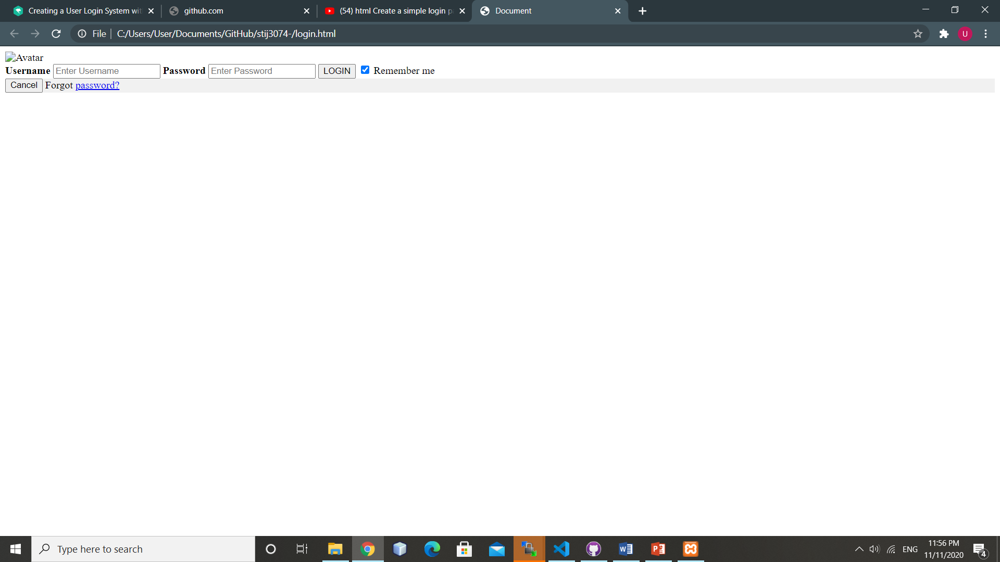 Creating a User Login System wit
github.com
(54) html Create a simple login p
Document
File
C:/Users/User/Documents/GitHub/stij3074-/login.html
U
Avatar
Username Enter Username Password Enter Password LOGIN Remember me
Cancel Forgot password?
Type here to search
ENG
11:56 PM
11/11/2020
4